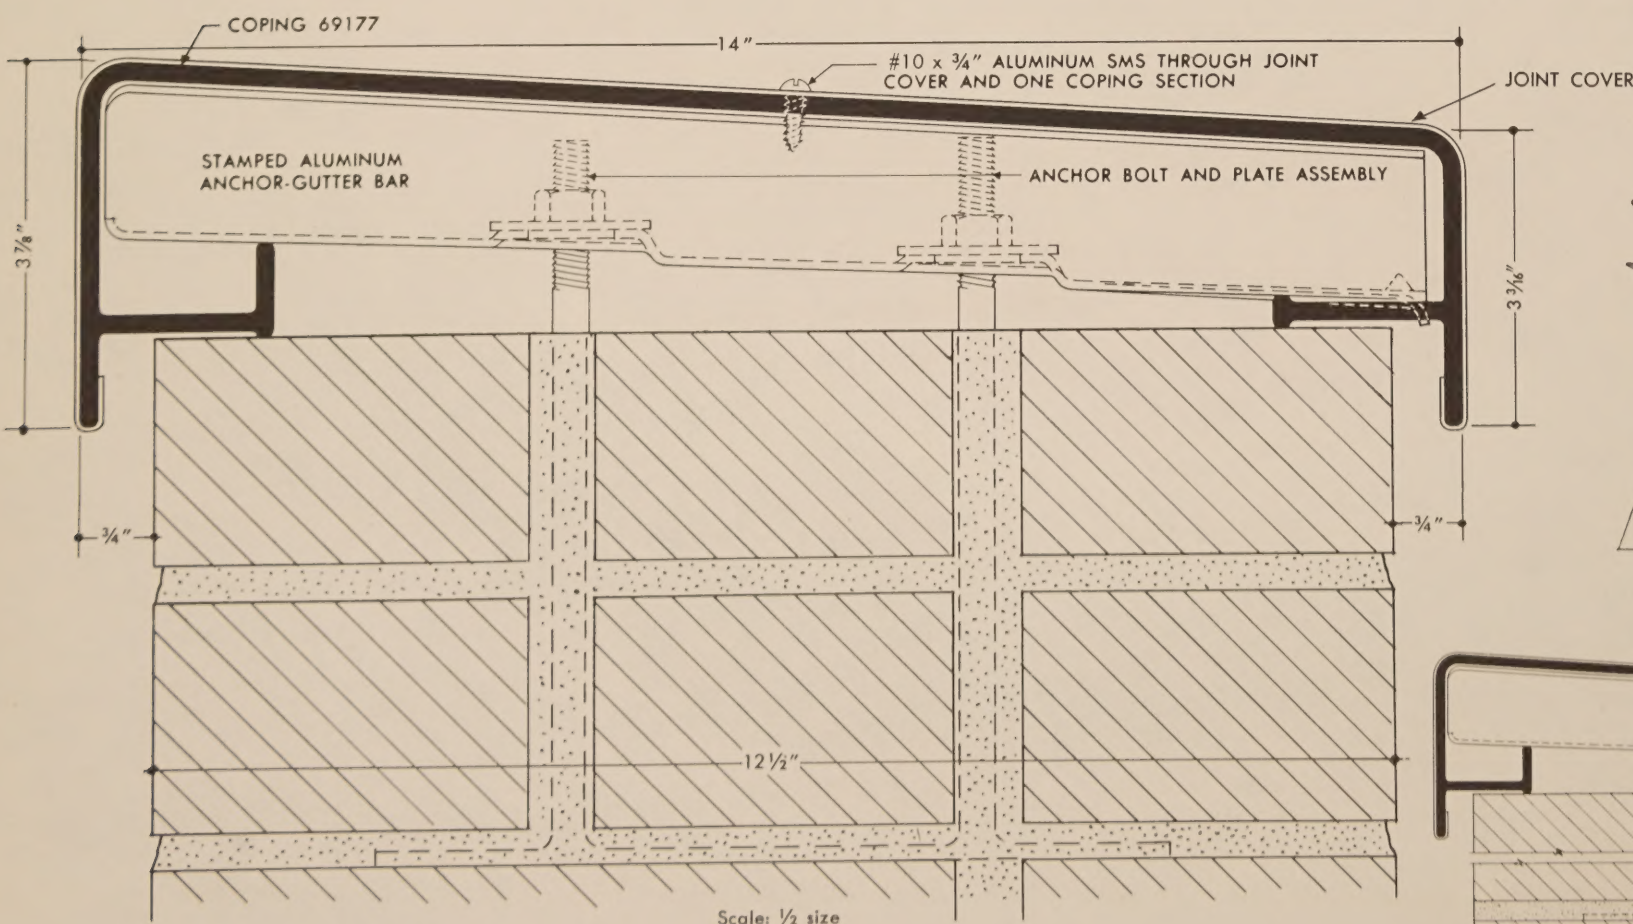 COPING 69177
14"
#10 x ¾" ALUMINUM SMS THROUGH JOINT
COVER AND ONE COPING SECTION
JOINT COVER
STAMPED ALUMINUM
ANCHOR-GUTTER BAR
ANCHOR BOLT AND PLATE ASSEMBLY
3⅞"
3 3/16"
¾"
¾"
12½"
Scale: ½ size